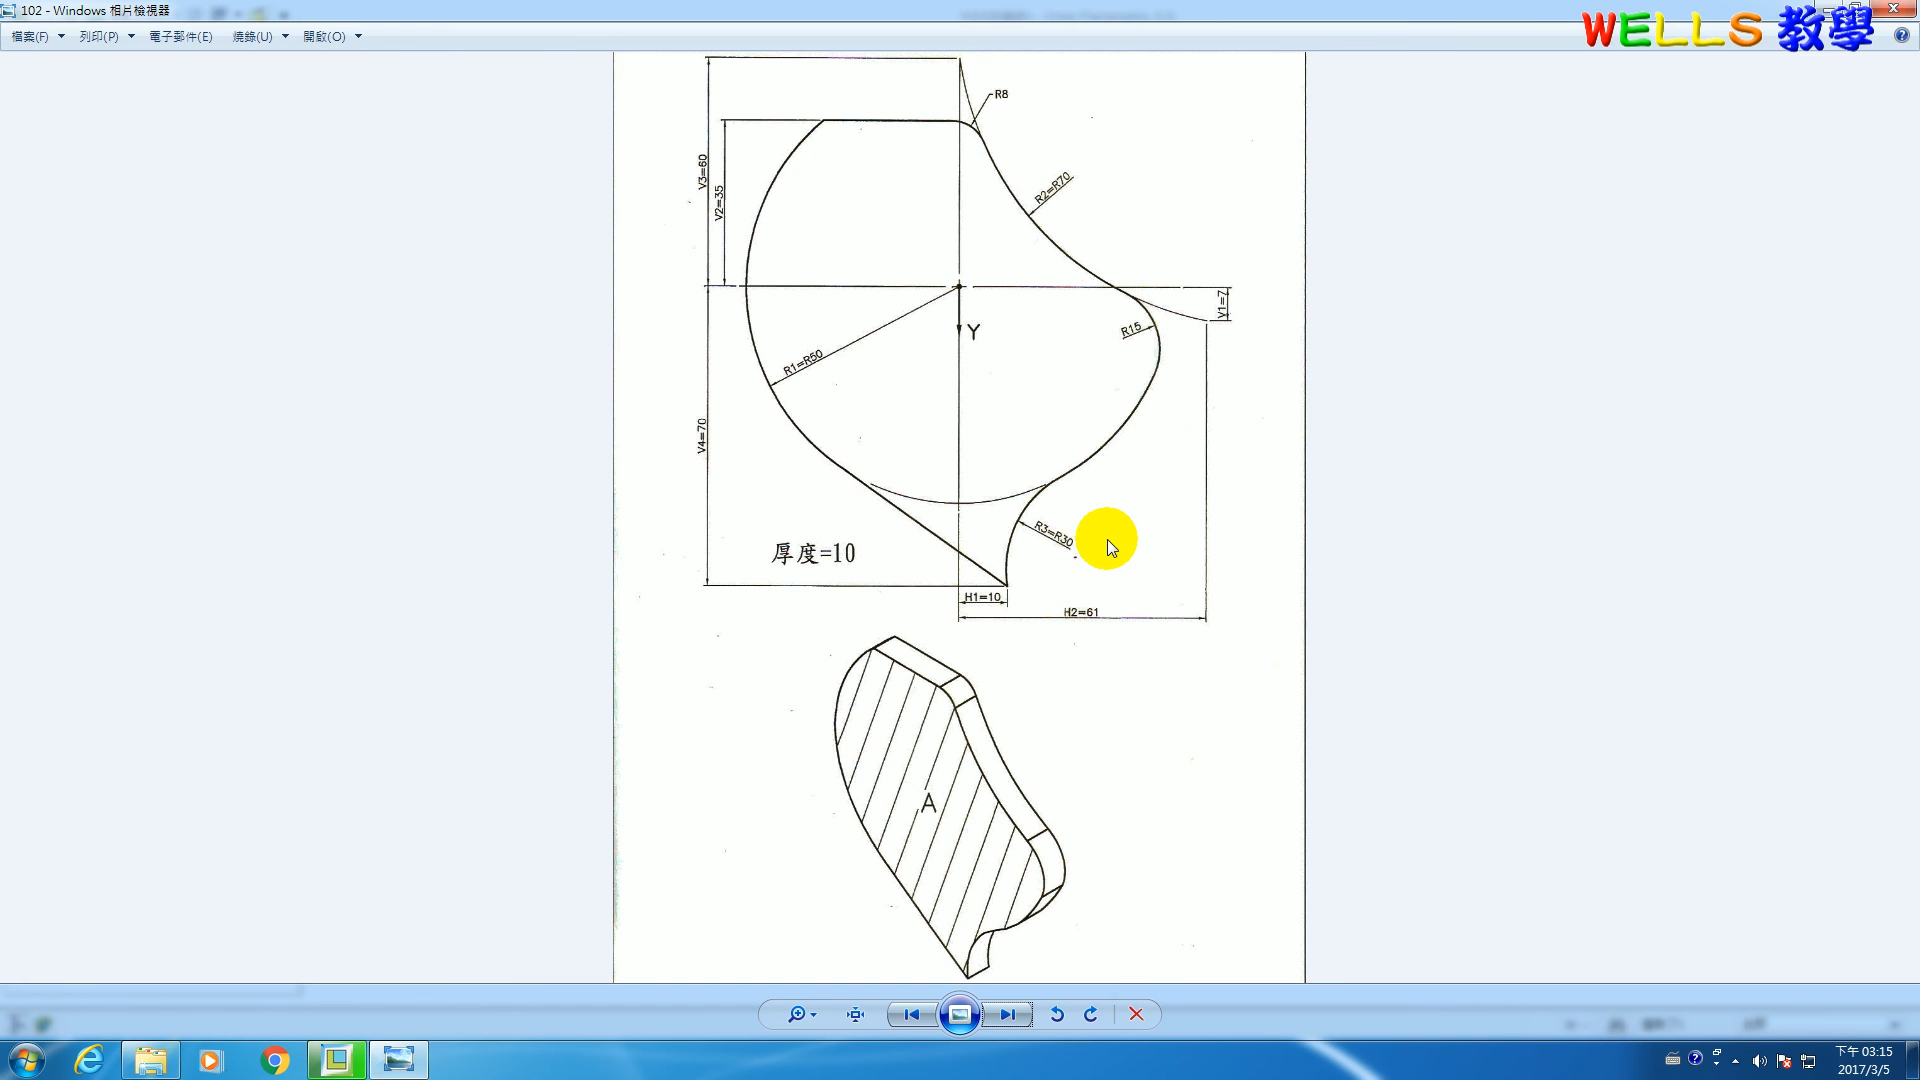 102 - Windows 相片檢視器
WELLS 教學
檔案(F) 列印(P) 電子郵件(E) 燒錄(U) 開啟(O)
R8
V3=60
V2=35
R2=R70
V1=7
Y
R15
R1=R50
V4=70
R3=R30
厚度=10
H1=10
H2=61
A
下午 03:15
2017/3/5